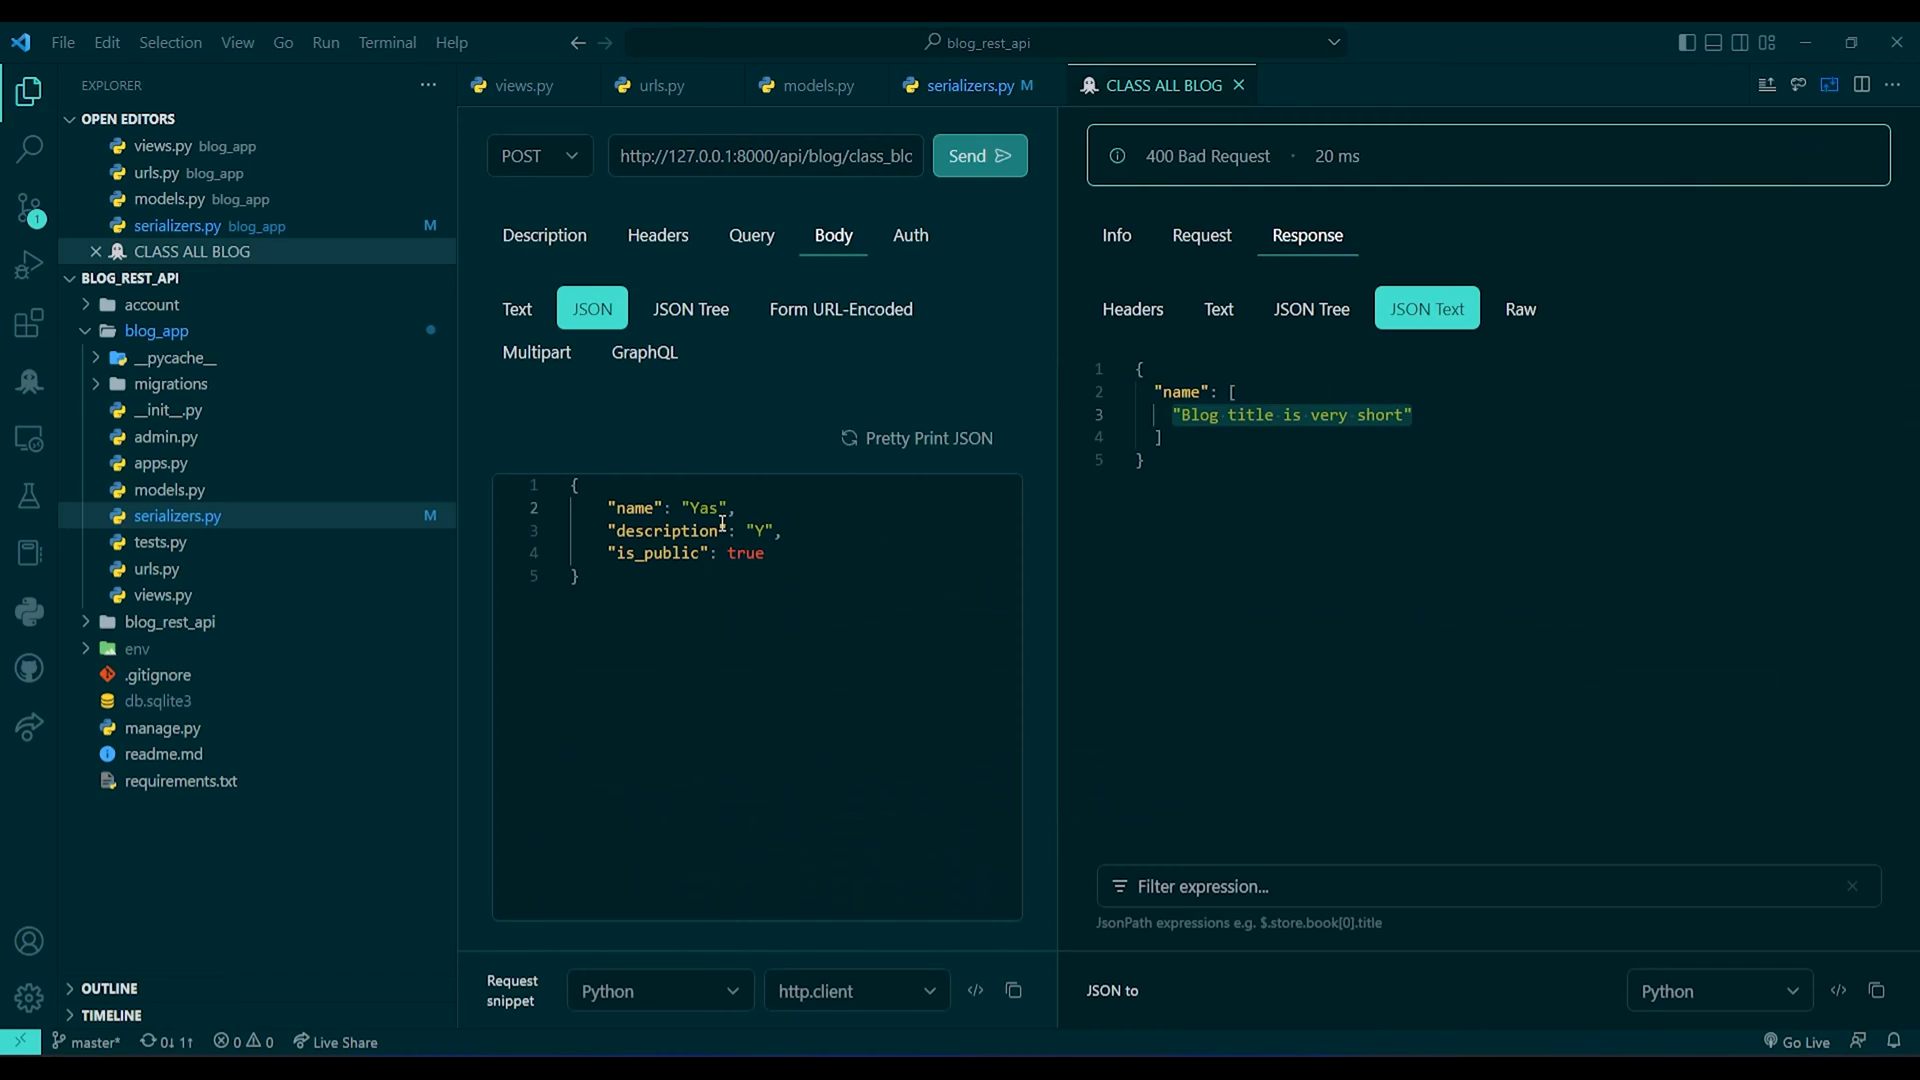 File Edit Selection View Go Run Terminal Help
blog_rest_api
EXPLORER
views.py
urls.py
models.py
serializers.py M
CLASS ALL BLOG
OPEN EDITORS
views.py blog_app
urls.py blog_app
models.py blog_app
serializers.py blog_app M
CLASS ALL BLOG
BLOG_REST_API
account
blog_app
__pycache__
migrations
__init__.py
admin.py
apps.py
models.py
serializers.py M
tests.py
urls.py
views.py
blog_rest_api
env
.gitignore
db.sqlite3
manage.py
readme.md
requirements.txt
OUTLINE
TIMELINE
1
POST
http://127.0.0.1:8000/api/blog/class_blo
Send
Description Headers Query Body Auth
Text JSON JSON Tree Form URL-Encoded
Multipart GraphQL
Pretty Print JSON
1 {
2 "name": "Yas",
3 "description": "Y",
4 "is_public": true
5 }
Request
snippet
Python
http.client
400 Bad Request · 20 ms
Info Request Response
Headers Text JSON Tree JSON Text Raw
1 {
2 "name": [
3 "Blog title is very short"
4 ]
5 }
Filter expression...
JsonPath expressions e.g. $.store.book[0].title
JSON to
Python
master* 0↓ 1↑ 0 0 Live Share
Go Live